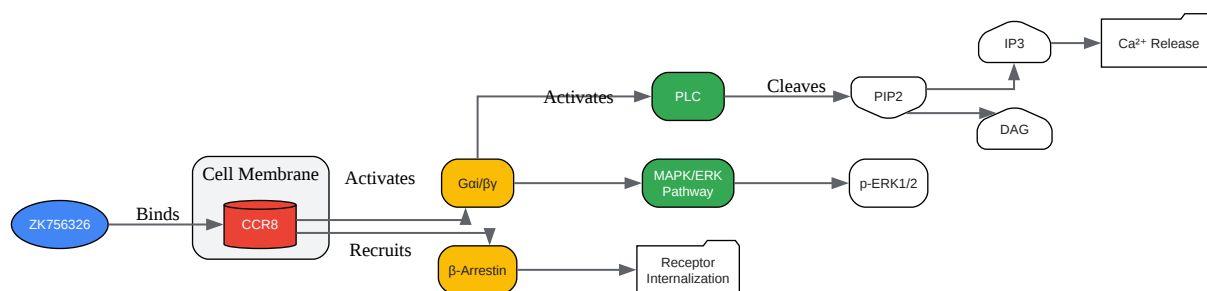 IP3
Ca²⁺ Release
Activates
PLC
Cleaves
PIP2
DAG
Cell Membrane
Activates
Gαi/βγ
MAPK/ERK
Pathway
p-ERK1/2
ZK756326
Binds
CCR8
Recruits
β-Arrestin
Receptor
Internalization